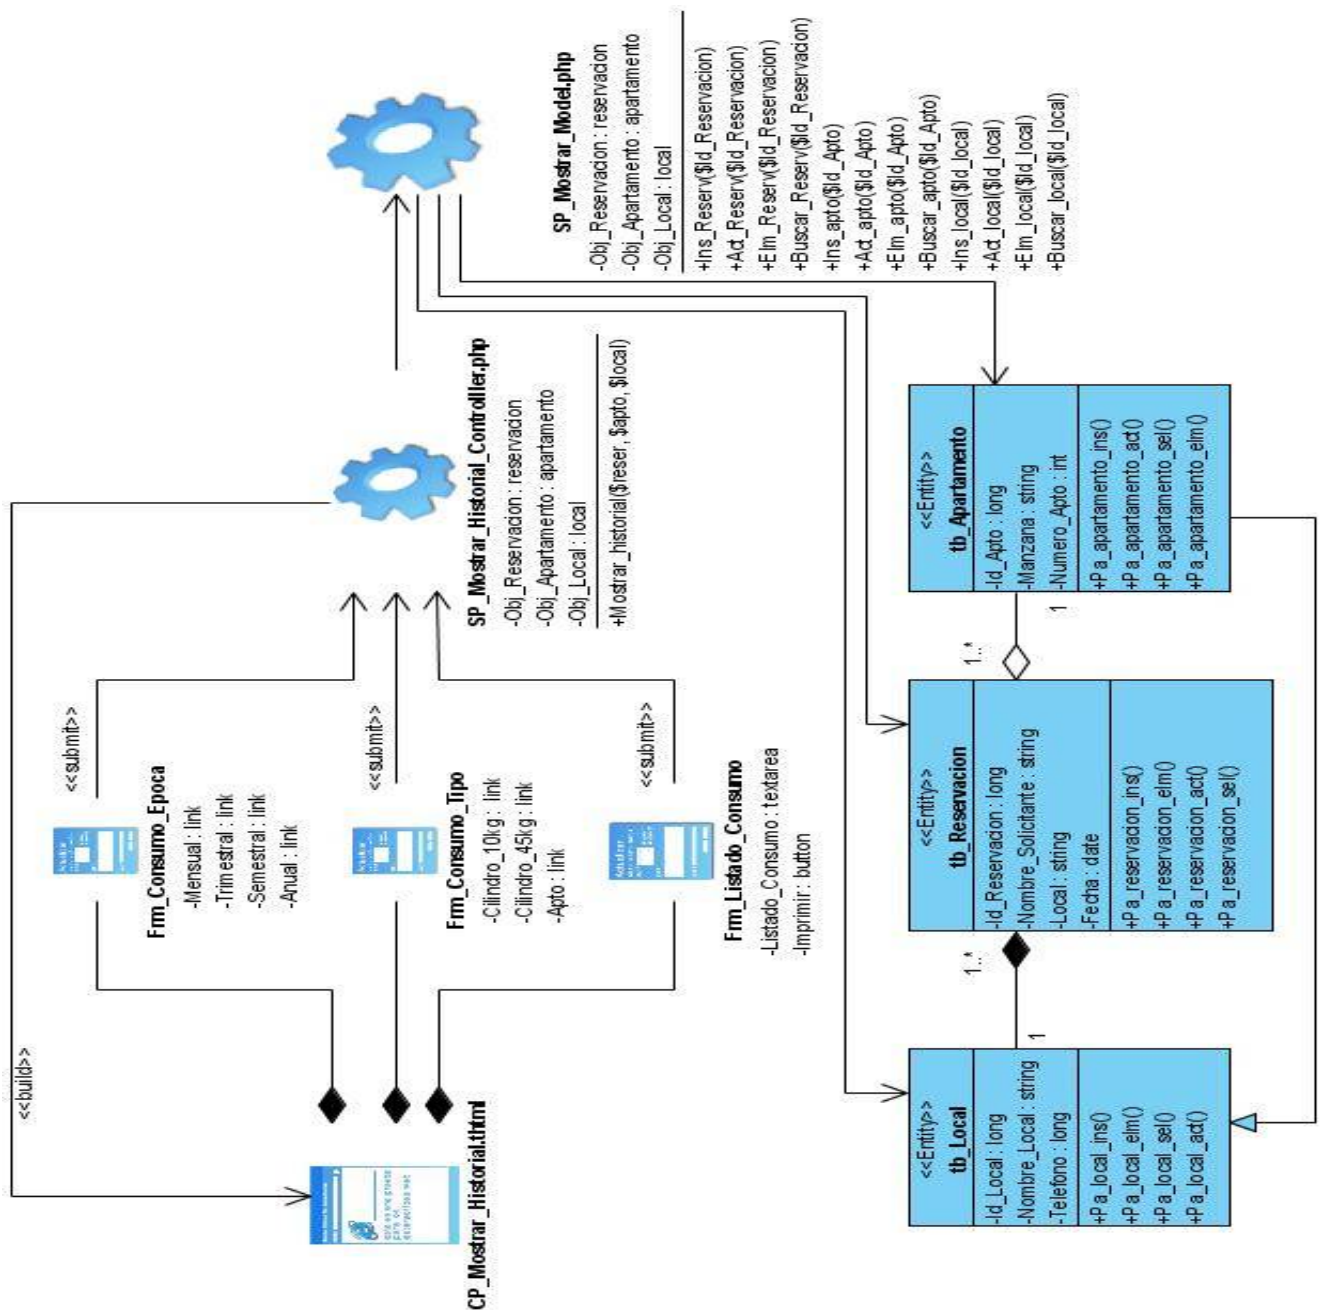 <<build>>
CP_Mostrar_Historial.thtml
<<submit>>
Frm_Consumo_Epoca
-Mensual : link
-Trimestral : link
-Semestral : link
-Anual : link
<<submit>>
Frm_Consumo_Tipo
-Cilindro_10kg : link
-Cilindro_45kg : link
-Apto : link
<<submit>>
Frm_Listado_Consumo
-Listado_Consumo : textarea
-Imprimir : button
SP_Mostrar_Historial_Controlller.php
-Obj_Reservacion : reservacion
-Obj_Apartamento : apartamento
-Obj_Local : local
+Mostrar_historial($reser, $apto, $local)
SP_Mostrar_Model.php
-Obj_Reservacion : reservacion
-Obj_Apartamento : apartamento
-Obj_Local : local
+Ins_Reserv($Id_Reservacion)
+Act_Reserv($Id_Reservacion)
+Elm_Reserv($Id_Reservacion)
+Buscar_Reserv($Id_Reservacion)
+Ins_apto($Id_Apto)
+Act_apto($Id_Apto)
+Elm_apto($Id_Apto)
+Buscar_apto($Id_Apto)
+Ins_local($Id_local)
+Act_local($Id_local)
+Elm_local($Id_local)
+Buscar_local($Id_local)
<<Entity>>
tb_Local
-Id_Local : long
-Nombre_Local : string
-Telefono : long
+Pa_local_ins()
+Pa_local_elm()
+Pa_local_sel()
+Pa_local_act()
1
1..*
<<Entity>>
tb_Reservacion
-Id_Reservacion : long
-Nombre_Solicitante : string
-Local : string
-Fecha : date
+Pa_reservacion_ins()
+Pa_reservacion_elm()
+Pa_reservacion_act()
+Pa_reservacion_sel()
1..*
1
<<Entity>>
tb_Apartamento
-Id_Apto : long
-Manzana : string
-Numero_Apto : int
+Pa_apartamento_ins()
+Pa_apartamento_act()
+Pa_apartamento_sel()
+Pa_apartamento_elm()